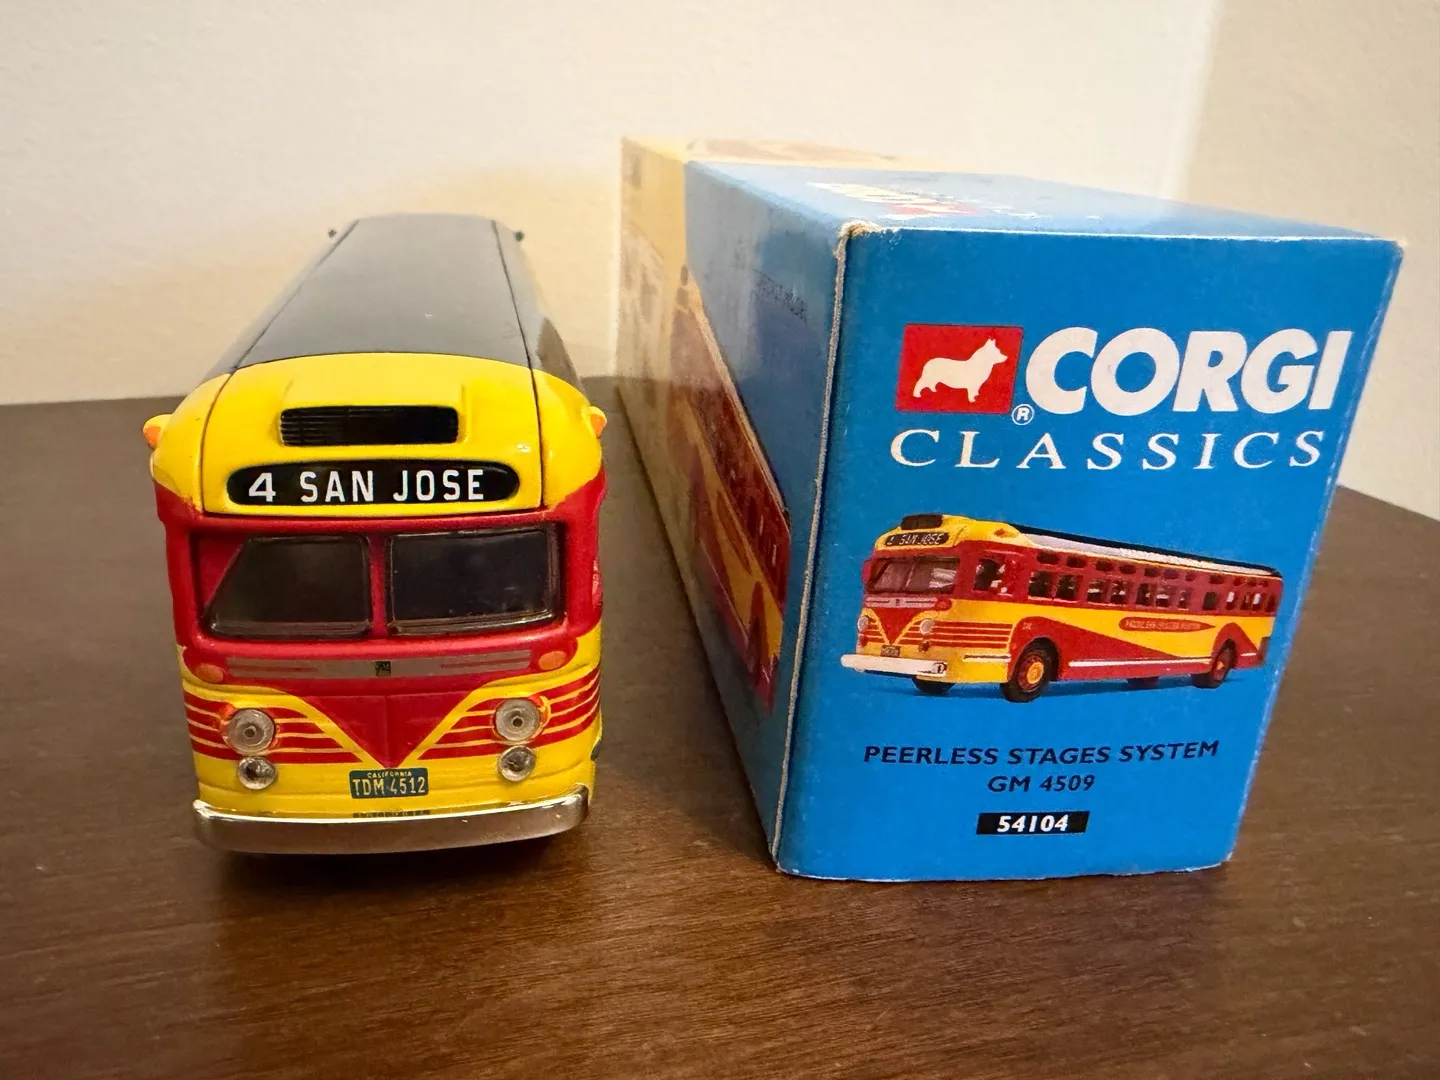 4 SAN JOSE
CALIFORNIA
TDM 4512
CORGI
®
CLASSICS
4 SAN JOSE
PEERLESS STAGES SYSTEM
GM 4509
54104